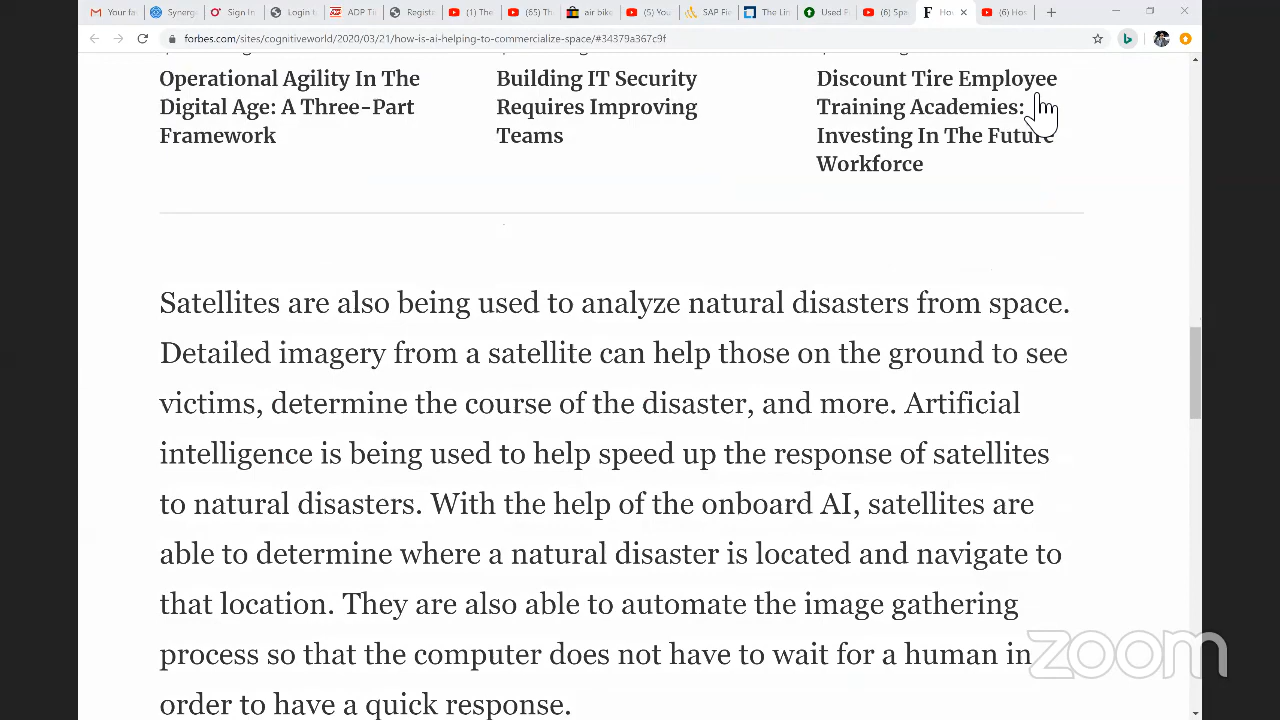 Your fa
Synerg
Sign In
Login
ADP Ti
Registe
(1) The
(65) Th
air bike
(5) You
SAP Fie
The Lin
Used F
(6) Spa
Ho
(6) Hos
forbes.com/sites/cognitiveworld/2020/03/21/how-is-ai-helping-to-commercialize-space/#34379a367c9f
Operational Agility In The
Digital Age: A Three-Part
Framework
Building IT Security
Requires Improving
Teams
Discount Tire Employee
Training Academies:
Investing In The Future
Workforce
Satellites are also being used to analyze natural disasters from space.
Detailed imagery from a satellite can help those on the ground to see
victims, determine the course of the disaster, and more. Artificial
intelligence is being used to help speed up the response of satellites
to natural disasters. With the help of the onboard AI, satellites are
able to determine where a natural disaster is located and navigate to
that location. They are also able to automate the image gathering
process so that the computer does not have to wait for a human in
order to have a quick response.
zoom